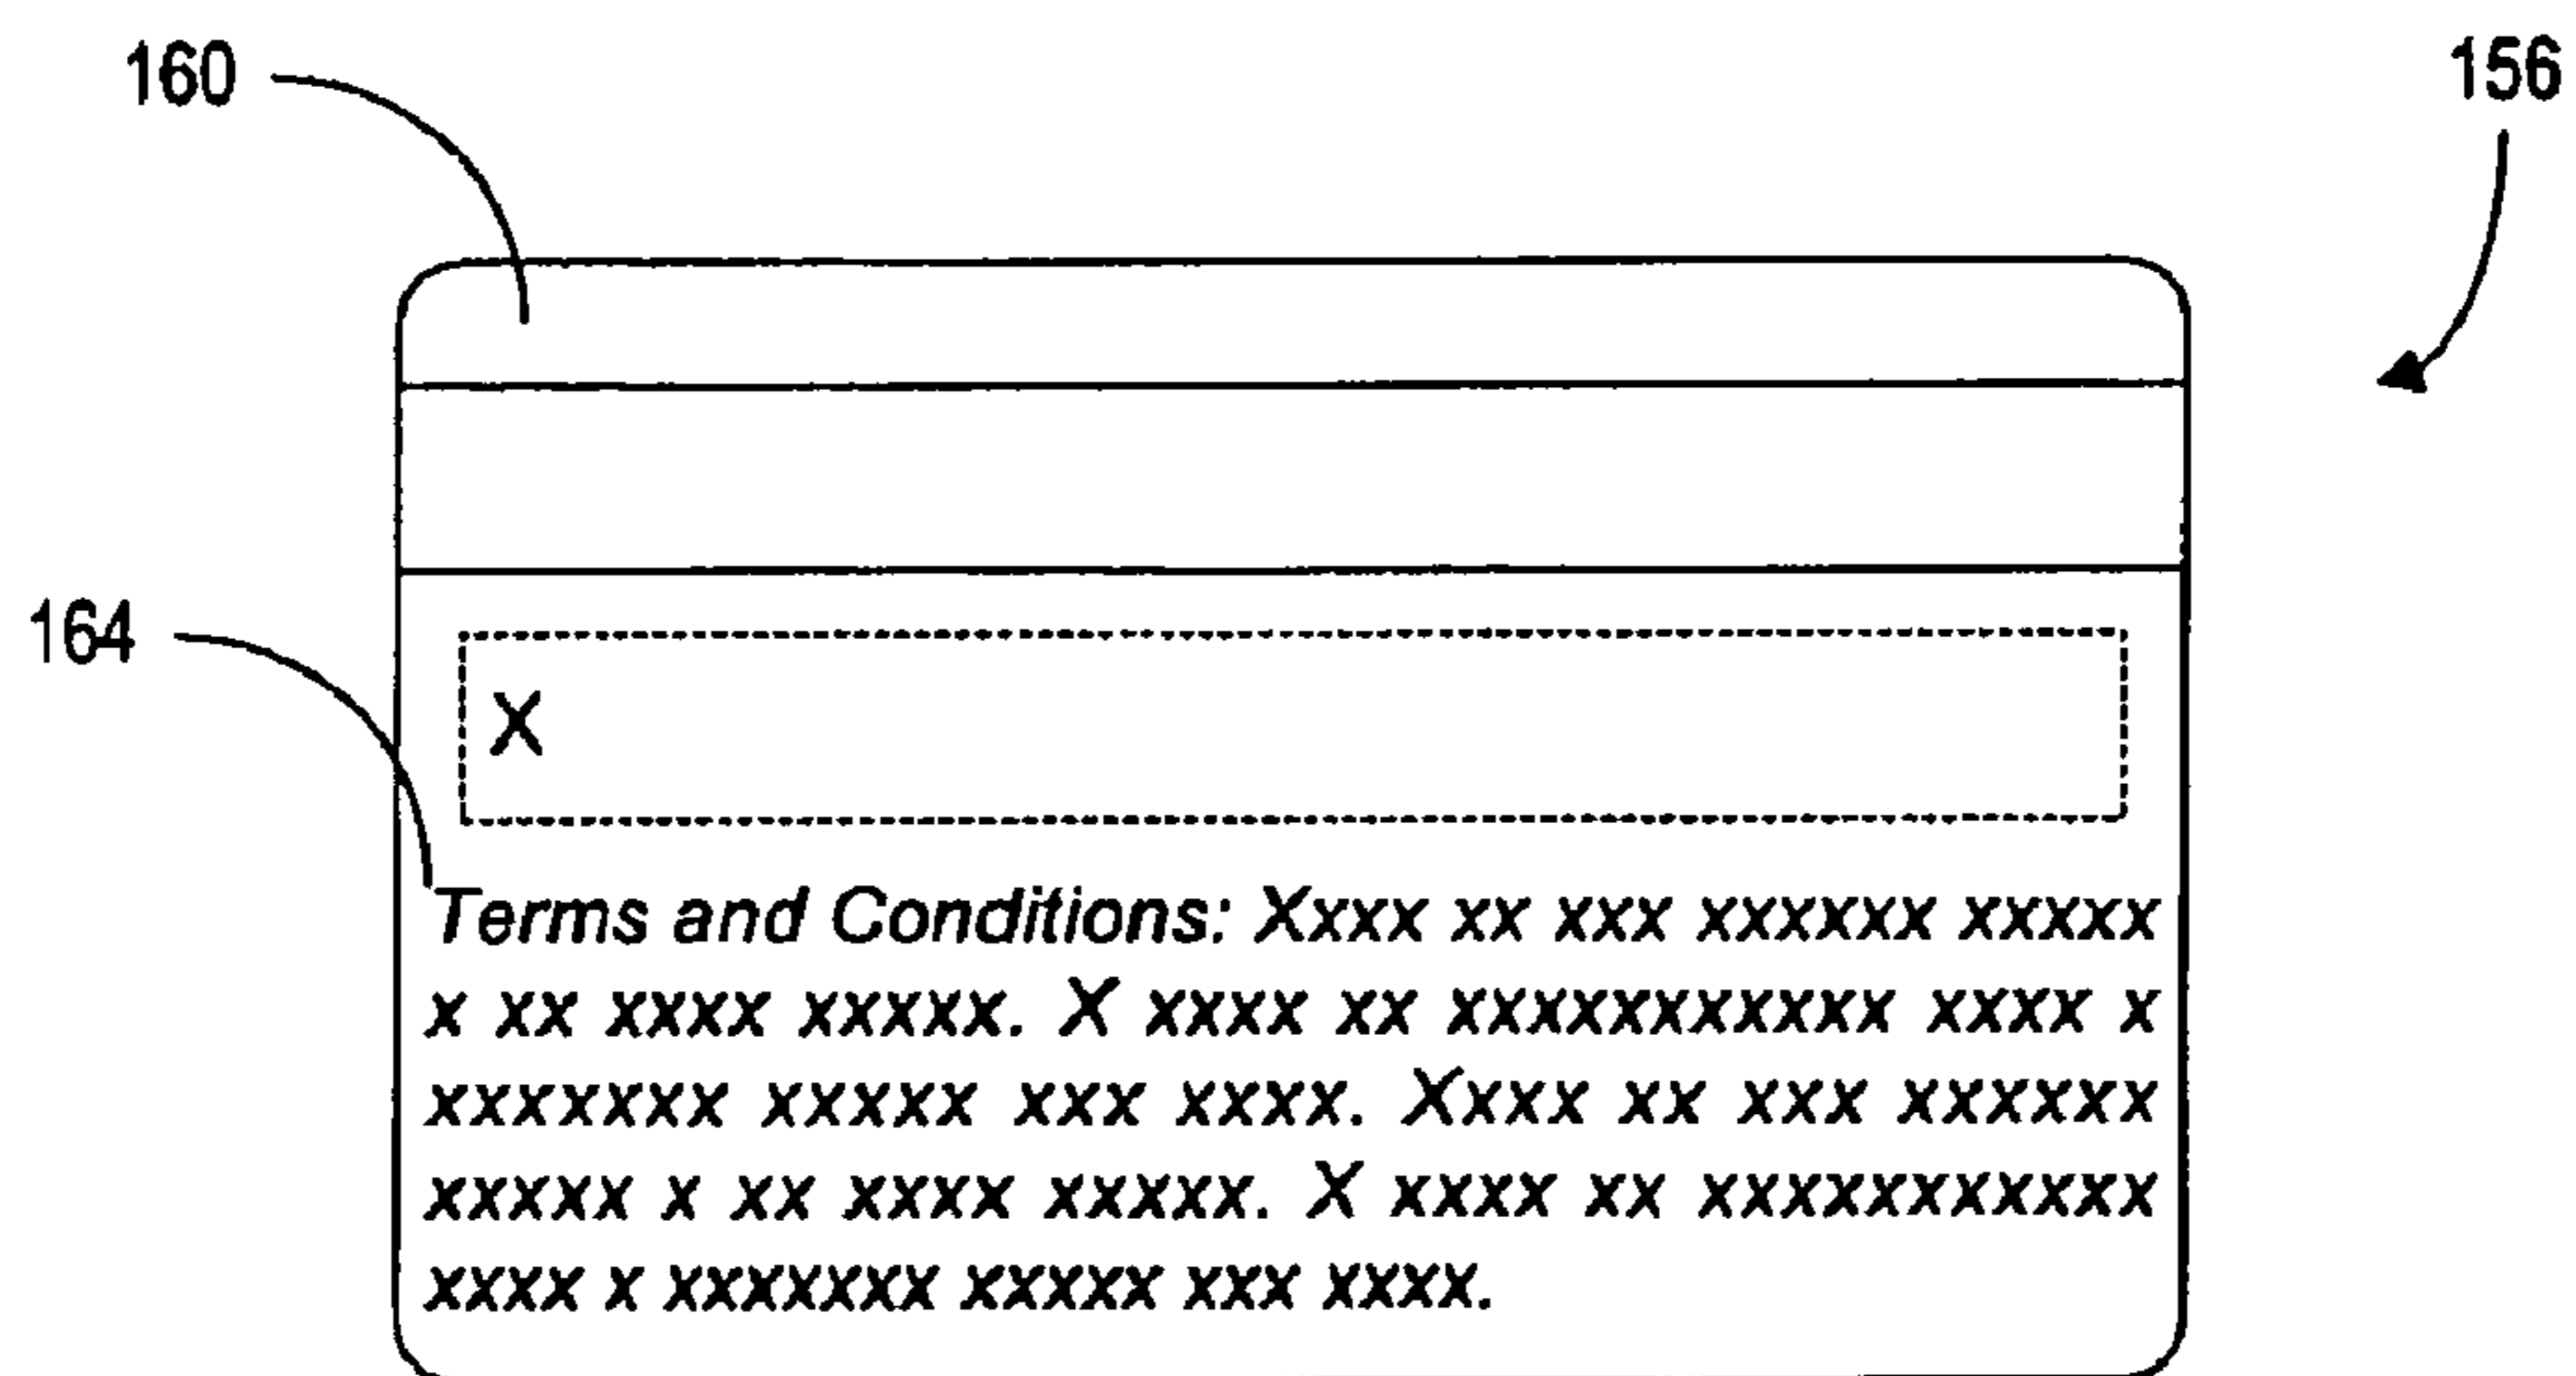 160
156
164
X
Terms and Conditions: Xxxx xx xxx xxxxxx xxxxx
x xx xxxx xxxxx. X xxxx xx xxxxxxxxxxx xxxx x
xxxxxxx xxxxx xxx xxxx. Xxxx xx xxx xxxxxx
xxxxx x xx xxxx xxxxx. X xxxx xx xxxxxxxxxxx
xxxx x xxxxxxx xxxxx xxx xxxx.